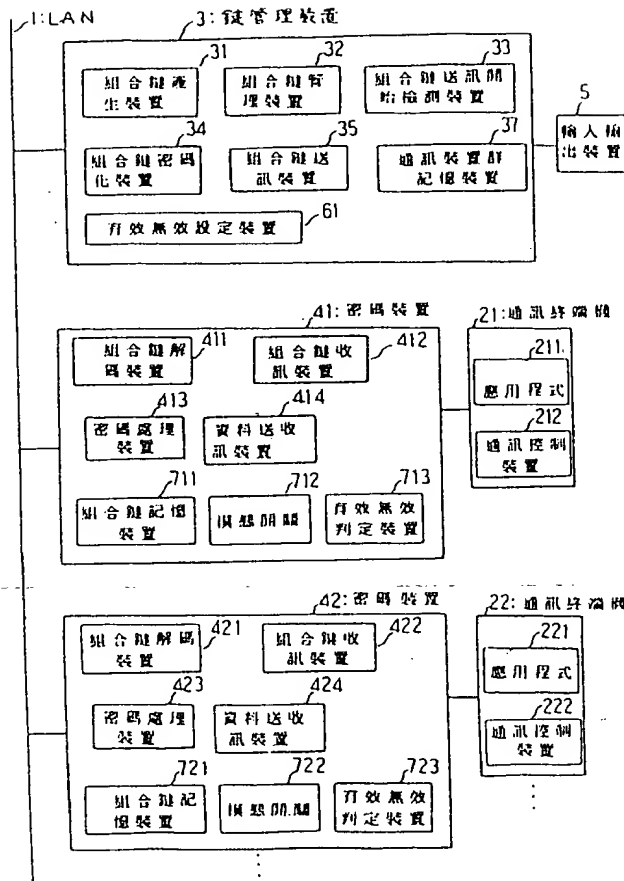 1:LAN
3:鍵管理裝置
31
組合鍵產
生裝置
32
組合鍵管
理裝置
33
組合鍵送訊開
始檢測裝置
5
輸入輸
出裝置
34
組合鍵密碼
化裝置
35
組合鍵送
訊裝置
37
通訊裝置群
記憶裝置
61
有效無效設定裝置
41:密碼裝置
411
組合鍵解
碼裝置
412
組合鍵收
訊裝置
413
密碼處理
裝置
414
資料送收
訊裝置
711
組合鍵記憶
裝置
712
模態開關
713
有效無效
判定裝置
21:通訊終端機
211
應用程式
212
通訊控制
裝置
42:密碼裝置
421
組合鍵解碼
裝置
422
組合鍵收
訊裝置
423
密碼處理
裝置
424
資料送收
訊裝置
721
組合鍵記
憶裝置
722
模態開關
723
有效無效
判定裝置
22:通訊終端機
221
應用程式
222
通訊控制
裝置